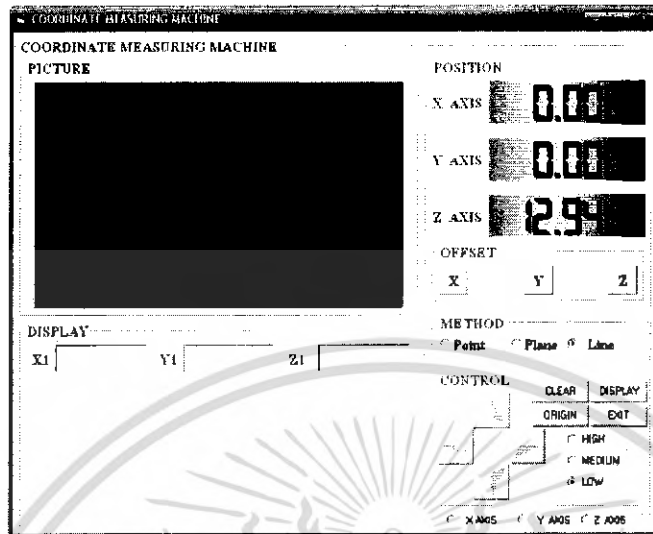 COORDINATE MEASURING MACHINE
COORDINATE MEASURING MACHINE
PICTURE
POSITION
X AXIS 0.00
Y AXIS 0.00
Z AXIS 12.94
OFFSET
X Y Z
DISPLAY
X1 Y1 Z1
METHOD
Point Plane Line
CONTROL
CLEAR DISPLAY
ORIGIN EXIT
HIGH
MEDIUM
LOW
X AXIS Y AXIS Z AXIS